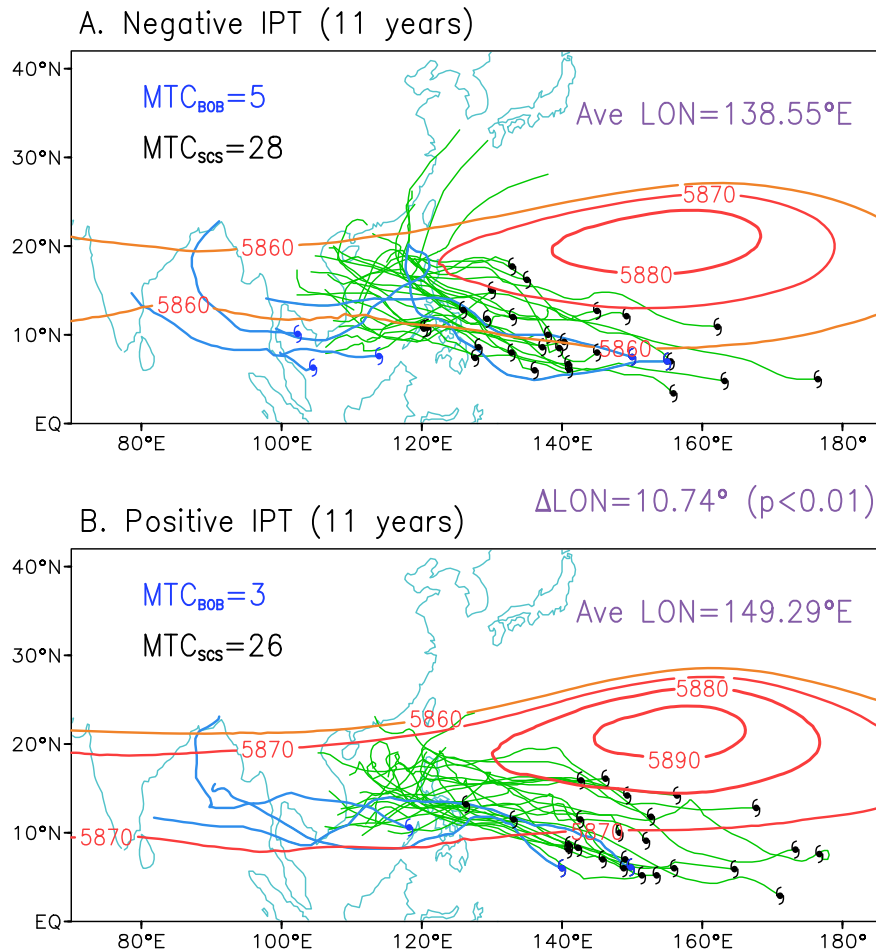 A. Negative IPT (11 years)
40°N
MTC_BOB=5
Ave LON=138.55°E
MTC_SCS=28
30°N
5870
5860
20°N
5880
5860
10°N
5860
EQ
80°E 100°E 120°E 140°E 160°E 180°
ΔLON=10.74° (p<0.01)
B. Positive IPT (11 years)
40°N
MTC_BOB=3
Ave LON=149.29°E
MTC_SCS=26
30°N
5880
5860
5870
20°N
5890
10°N
5870
5870
EQ
80°E 100°E 120°E 140°E 160°E 180°